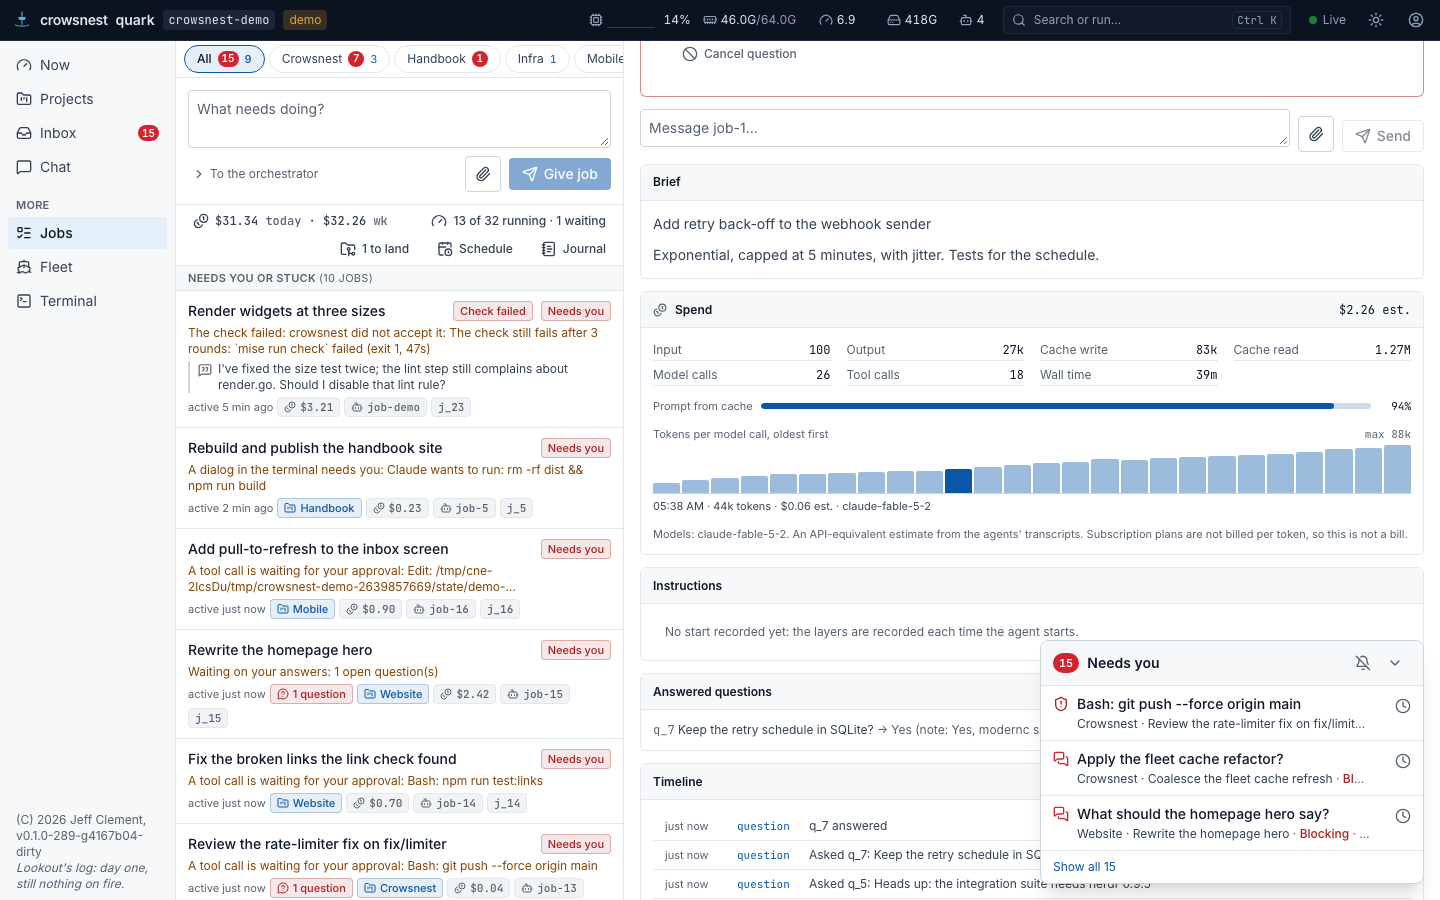 crowsnest quark crowsnest-demo demo
14% 46.0G/64.0G 6.9 418G 4
Search or run... Ctrl K
Live
Now
Projects
Inbox 15
Chat
MORE
Jobs
Fleet
Terminal
(C) 2026 Jeff Clement,
v0.1.0-289-g4167b04-
dirty
Lookout's log: day one,
still nothing on fire.
All 15 9 Crowsnest 7 3 Handbook 1 Infra 1 Mobile
What needs doing?
To the orchestrator
Give job
$31.34 today · $32.26 wk
13 of 32 running · 1 waiting
1 to land Schedule Journal
NEEDS YOU OR STUCK (10 JOBS)
Render widgets at three sizes Check failed Needs you
The check failed: crowsnest did not accept it: The check still fails after 3
rounds: `mise run check` failed (exit 1, 47s)
I've fixed the size test twice; the lint step still complains about
render.go. Should I disable that lint rule?
active 5 min ago $3.21 job-demo j_23
Rebuild and publish the handbook site Needs you
A dialog in the terminal needs you: Claude wants to run: rm -rf dist &&
npm run build
active 2 min ago Handbook $0.23 job-5 j_5
Add pull-to-refresh to the inbox screen Needs you
A tool call is waiting for your approval: Edit: /tmp/cne-
2IcsDu/tmp/crowsnest-demo-2639857669/state/demo-...
active just now Mobile $0.90 job-16 j_16
Rewrite the homepage hero Needs you
Waiting on your answers: 1 open question(s)
active just now 1 question Website $2.42 job-15
j_15
Fix the broken links the link check found Needs you
A tool call is waiting for your approval: Bash: npm run test:links
active just now Website $0.70 job-14 j_14
Review the rate-limiter fix on fix/limiter Needs you
A tool call is waiting for your approval: Bash: git push --force origin main
active just now 1 question Crowsnest $0.04 job-13
Cancel question
Message job-1...
Send
Brief
Add retry back-off to the webhook sender
Exponential, capped at 5 minutes, with jitter. Tests for the schedule.
Spend $2.26 est.
Input 100 Output 27k Cache write 83k Cache read 1.27M
Model calls 26 Tool calls 18 Wall time 39m
Prompt from cache 94%
Tokens per model call, oldest first max 88k
05:38 AM · 44k tokens · $0.06 est. · claude-fable-5-2
Models: claude-fable-5-2. An API-equivalent estimate from the agents' transcripts. Subscription plans are not billed per token, so this is not a bill.
Instructions
No start recorded yet: the layers are recorded each time the agent starts.
Answered questions
q_7 Keep the retry schedule in SQLite? → Yes (note: Yes, modernc s
Timeline
just now question q_7 answered
just now question Asked q_7: Keep the retry schedule in SQ
just now question Asked q_5: Heads up: the integration suite needs
15 Needs you
Bash: git push --force origin main
Crowsnest · Review the rate-limiter fix on fix/limit...
Apply the fleet cache refactor?
Crowsnest · Coalesce the fleet cache refresh · Bl...
What should the homepage hero say?
Website · Rewrite the homepage hero · Blocking · ...
Show all 15